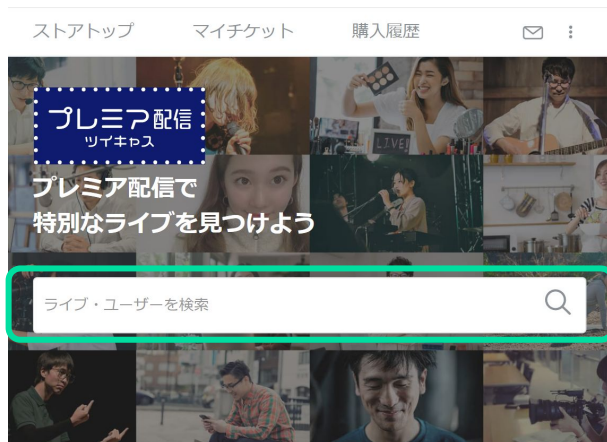 ストアトップ マイチケット 購入履歴
プレミア配信
ツイキャス
LIVE!
プレミア配信で
特別なライブを見つけよう
ライブ・ユーザーを検索